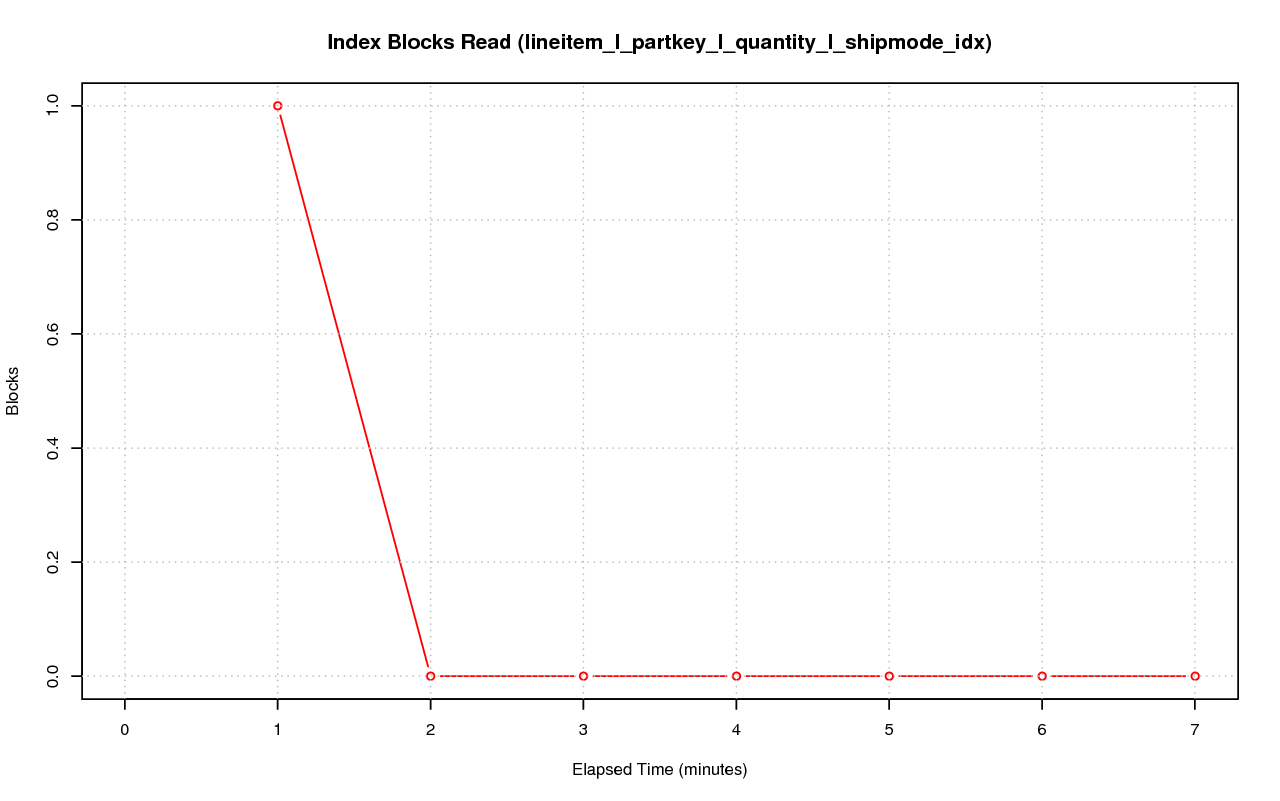 Index Blocks Read (lineitem_l_partkey_l_quantity_l_shipmode_idx)
1.0
0.8
0.6
0.4
0.2
0.0
Blocks
0 1 2 3 4 5 6 7
Elapsed Time (minutes)